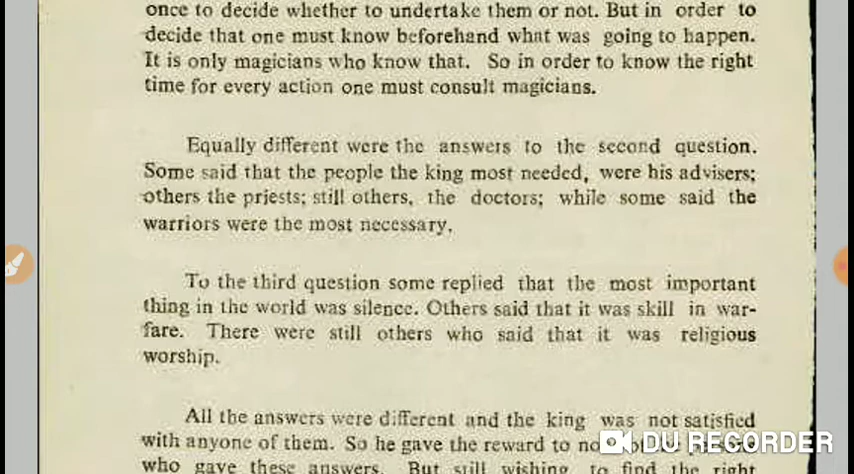 once to decide whether to undertake them or not. But in order to
decide that one must know beforehand what was going to happen.
It is only magicians who know that. So in order to know the right
time for every action one must consult magicians.
Equally different were the answers to the second question.
Some said that the people the king most needed, were his advisers;
others the priests; still others, the doctors; while some said the
warriors were the most necessary.
To the third question some replied that the most important
thing in the world was silence. Others said that it was skill in war-
fare. There were still others who said that it was religious
worship.
All the answers were different and the king was not satisfied
with anyone of them. So he gave the reward to
DU RECORDER
who gave these answers. But still wishing to find the right